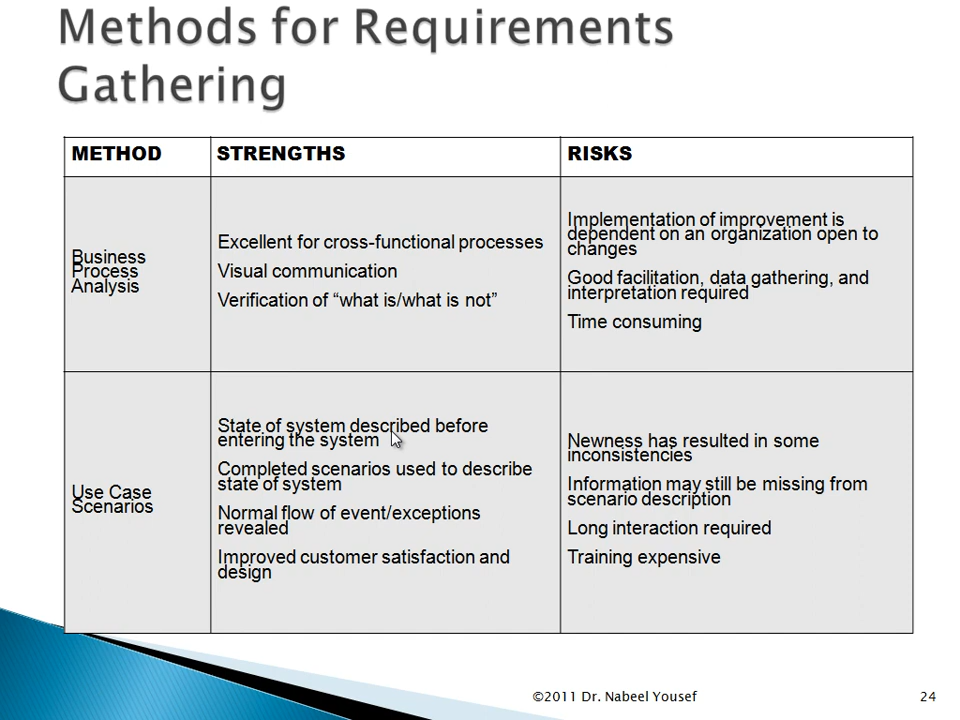 Methods for Requirements
Gathering
METHOD
STRENGTHS
RISKS
Business
Process
Analysis
Excellent for cross-functional processes
Visual communication
Verification of “what is/what is not”
Implementation of improvement is
dependent on an organization open to
changes
Good facilitation, data gathering, and
interpretation required
Time consuming
Use Case
Scenarios
State of system described before
entering the system
Completed scenarios used to describe
state of system
Normal flow of event/exceptions
revealed
Improved customer satisfaction and
design
Newness has resulted in some
inconsistencies
Information may still be missing from
scenario description
Long interaction required
Training expensive
©2011 Dr. Nabeel Yousef
24